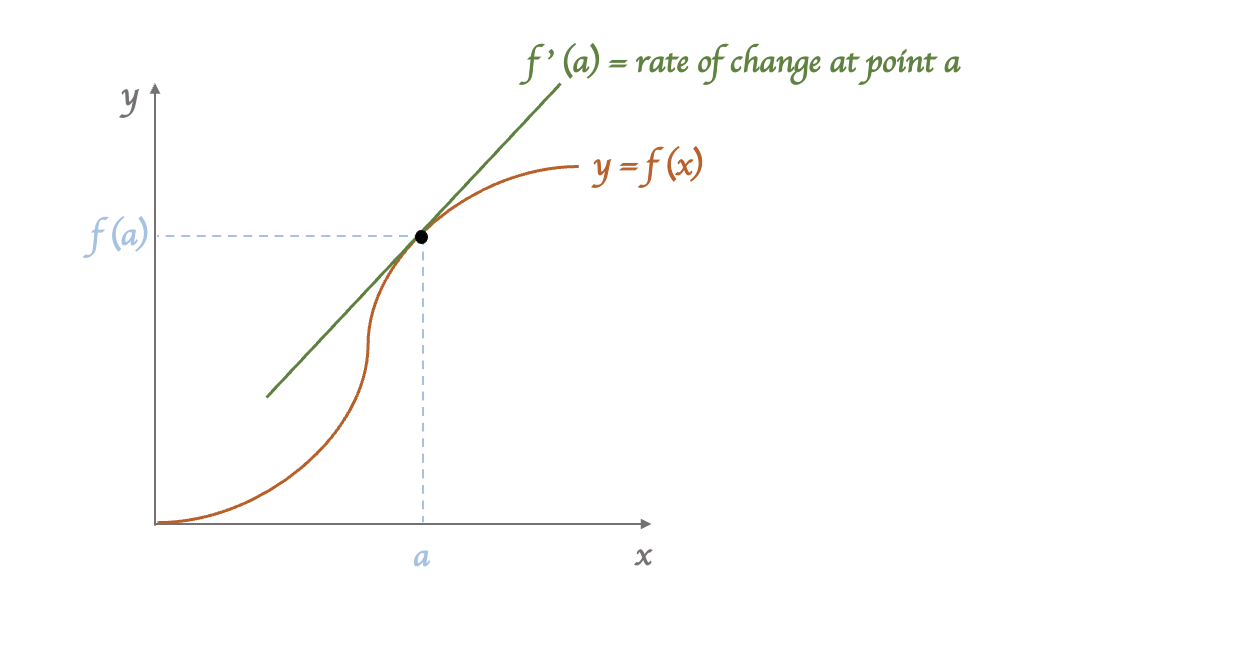 f’(a) = rate of change at point a
y
y = f(x)
f(a)
a
x